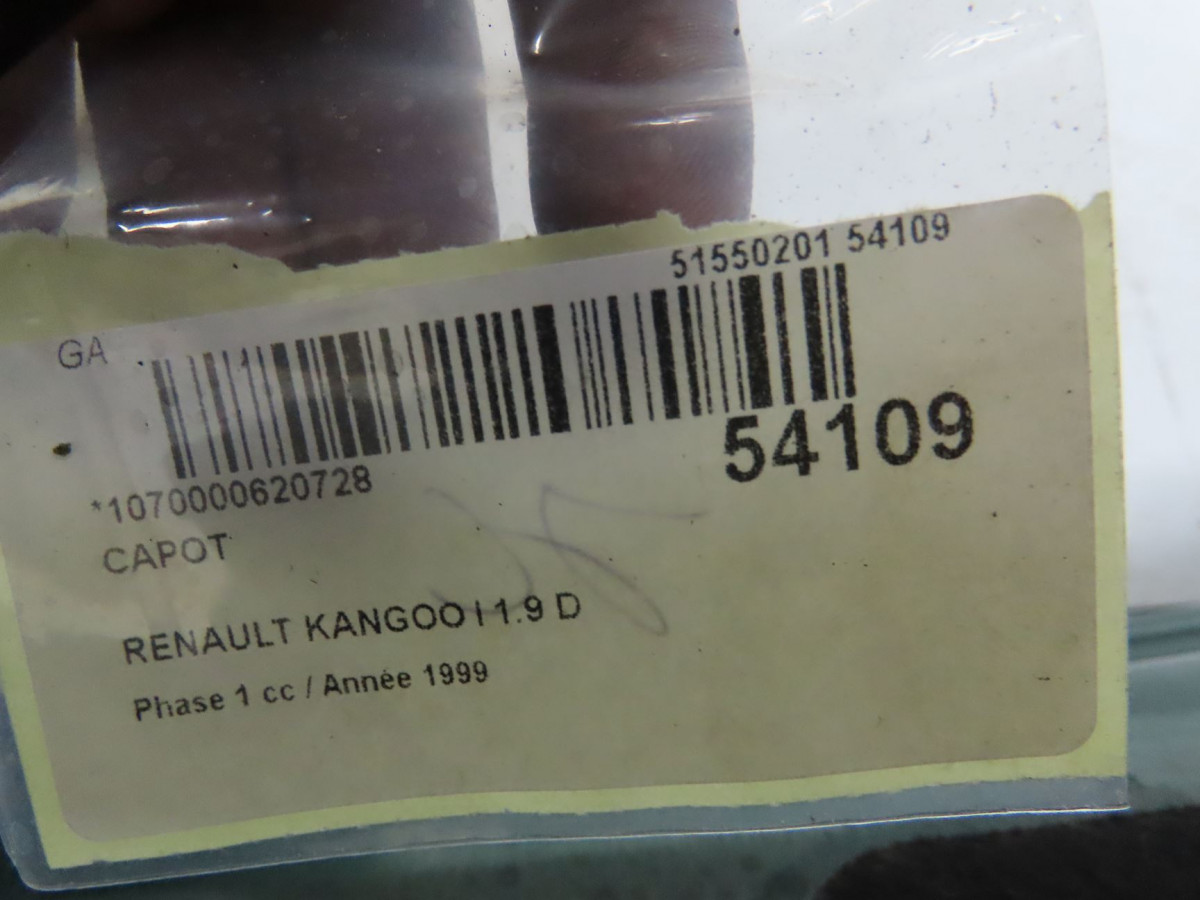 51550201 54109
GA
54109
*1070000620728
CAPOT
RENAULT KANGOO I 1.9 D
Phase 1 cc / Année 1999